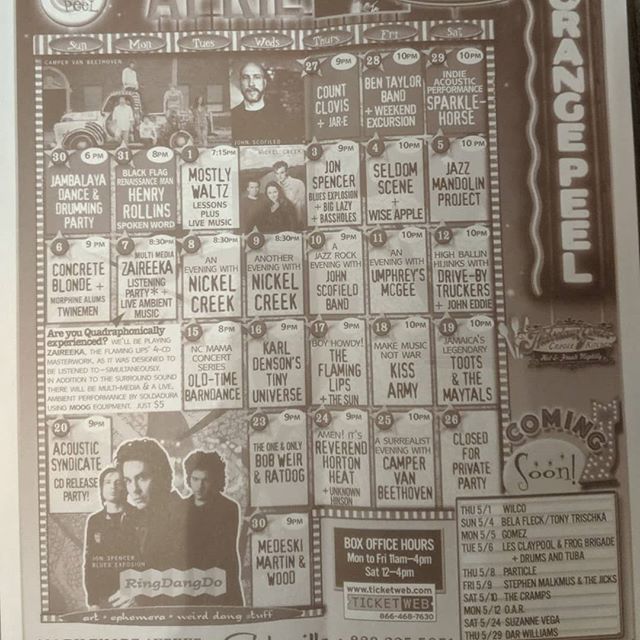 PEEL
APRIL
ORANGE PEEL
Sun
Mon
Tues
Weds
Thurs
Fri
Sat
CAMPER VAN BEETHOVEN
JOHN SCOFILED
27
9PM
COUNT
CLOVIS
+ JAR-E
28
10PM
BEN TAYLOR
BAND
+ WEEKEND
EXCURSION
29
10PM
INDIE
ACOUSTIC
PERFORMANCE
SPARKLE-
HORSE
30
6 PM
JAMBALAYA
DANCE &
DRUMMING
PARTY
31
8PM
BLACK FLAG
RENAISSANCE MAN
HENRY
ROLLINS
SPOKEN WORD
1
7:15PM
MOSTLY
WALTZ
LESSONS
PLUS
LIVE MUSIC
NICKEL CREEK
3
9PM
JON
SPENCER
BLUES EXPLOSION
+ BIG LAZY
+ BASSHOLES
4
10PM
SELDOM
SCENE
+
WISE APPLE
5
10 PM
JAZZ
MANDOLIN
PROJECT
6
9 PM
CONCRETE
BLONDE +
MORPHINE ALUMS
TWINEMEN
7
8:30PM
MULTI MEDIA
ZAIREEKA
LISTENING
PARTY * +
LIVE AMBIENT
MUSIC
8
8:30PM
AN
EVENING WITH
NICKEL
CREEK
9
8:30PM
ANOTHER
EVENING WITH
NICKEL
CREEK
10
9PM
A
JAZZ ROCK EVENING
WITH
JOHN
SCOFIELD
BAND
11
10PM
AN
EVENING WITH
UMPHREY'S
MCGEE
12
10PM
HIGH BALLIN
HIJINKS WITH
DRIVE-BY
TRUCKERS
+ JOHN EDDIE
Are you Quadraphonically
experienced? WE'LL BE PLAYING
ZAIREEKA, THE FLAMING LIPS' 4-CD
MASTERWORK, AS IT WAS DESIGNED TO
BE LISTENED TO—SIMULTANEOUSLY.
IN ADDITION TO THE SURROUND SOUND
THERE WILL BE MULTI-MEDIA & A LIVE,
AMBIENT PERFORMANCE BY SOLDADURA
USING MOOG EQUIPMENT. JUST $5
15
8PM
NC MAMA
CONCERT
SERIES
OLD-TIME
BARNDANCE
16
9PM
KARL
DENSON'S
TINY
UNIVERSE
17
9PM
BOY HOWDY!
THE
FLAMING
LIPS
+ THE SUN
18
9PM
MAKE MUSIC
NOT WAR
KISS
ARMY
19
9PM
JAMAICA'S
LEGENDARY
TOOTS
& THE
MAYTALS
20
9PM
ACOUSTIC
SYNDICATE
CD RELEASE
PARTY!
JON SPENCER
BLUES EXPLOSION
RingDangDo
23
9PM
THE ONE & ONLY
BOB WEIR
& RATDOG
24
9PM
AMEN! IT'S
REVEREND
HORTON
HEAT
+ UNKNOWN
HINSON
25
10PM
A SURREALIST
EVENING WITH
CAMPER
VAN
BEETHOVEN
26
CLOSED
FOR
PRIVATE
PARTY
30
9PM
MEDESKI
MARTIN &
WOOD
BOX OFFICE HOURS
Mon to Fri 11am—4pm
Sat 12—4pm
www.ticketweb.com
TICKETWEB
866-468-7630
COMING
Soon!
THU 5/1 WILCO
SUN 5/4 BELA FLECK/TONY TRISCHKA
MON 5/5 GOMEZ
TUE 5/6 LES CLAYPOOL & FROG BRIGADE
+ DRUMS AND TUBA
THU 5/8 PARTICLE
FRI 5/9 STEPHEN MALKMUS & THE JICKS
SAT 5/10 THE CRAMPS
MON 5/12 O.A.R.
SAT 5/24 SUZANNE VEGA
THU 5/29 DAR WILLIAMS
art • ephemera • weird dang stuff